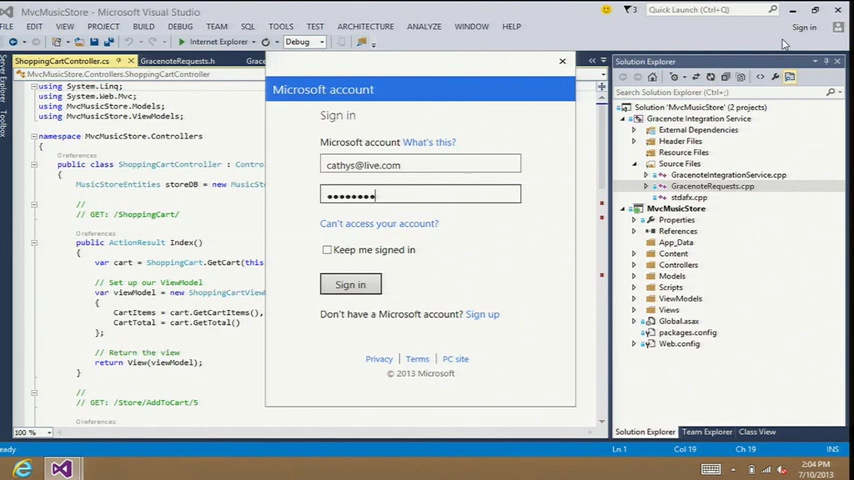 MvcMusicStore - Microsoft Visual Studio
3
Quick Launch (Ctrl+Q)
FILE EDIT VIEW PROJECT BUILD DEBUG TEAM SQL TOOLS TEST ARCHITECTURE ANALYZE WINDOW HELP
Sign in
Internet Explorer
Debug
Server Explorer
Toolbox
ShoppingCartController.cs
GracenoteRequests.h
MvcMusicStore.Controllers.ShoppingCartController
using System.Linq;
using System.Web.Mvc;
using MvcMusicStore.Models;
using MvcMusicStore.ViewModels;
namespace MvcMusicStore.Controllers
0 references
public class ShoppingCartController : Contr
MusicStoreEntities storeDB = new MusicSt
//
// GET: /ShoppingCart/
0 references
public ActionResult Index()
{
var cart = ShoppingCart.GetCart(this
// Set up our ViewModel
var viewModel = new ShoppingCartView
{
CartItems = cart.GetCartItems(),
CartTotal = cart.GetTotal()
};
// Return the view
return View(viewModel);
}
//
// GET: /Store/AddToCart/5
0 references
100 %
Microsoft account
Sign in
Microsoft account What's this?
cathys@live.com
Can't access your account?
Keep me signed in
Sign in
Don't have a Microsoft account? Sign up
Privacy | Terms | PC site
© 2013 Microsoft
Solution Explorer
Search Solution Explorer (Ctrl+;)
Solution 'MvcMusicStore' (2 projects)
Gracenote Integration Service
External Dependencies
Header Files
Resource Files
Source Files
GracenoteIntegrationService.cpp
GracenoteRequests.cpp
stdafx.cpp
MvcMusicStore
Properties
References
App_Data
Content
Controllers
Models
Scripts
ViewModels
Views
Global.asax
packages.config
Web.config
Solution Explorer Team Explorer Class View
Ln 1 Col 19 Ch 19 INS
2:04 PM
7/10/2013